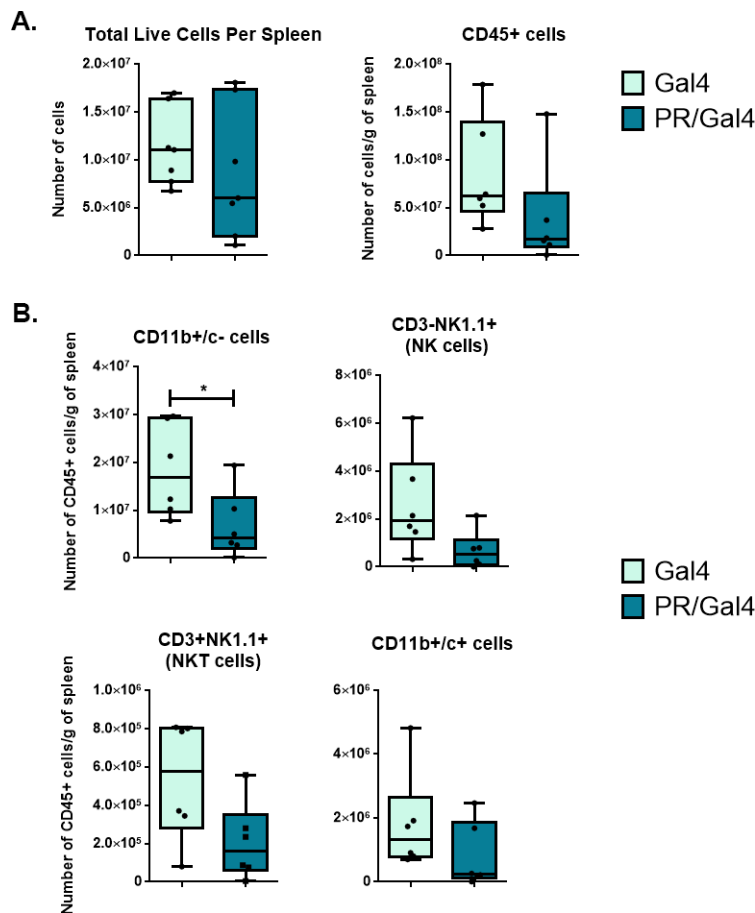 A.
Total Live Cells Per Spleen
Number of cells
2.0×10⁷
1.5×10⁷
1.0×10⁷
5.0×10⁶
0
CD45+ cells
Number of cells/g of spleen
2.0×10⁸
1.5×10⁸
1.0×10⁸
5.0×10⁷
0
Gal4
PR/Gal4
B.
CD11b+/c- cells
Number of CD45+ cells/g of spleen
4×10⁷
3×10⁷
2×10⁷
1×10⁷
0
*
CD3-NK1.1+
(NK cells)
8×10⁶
6×10⁶
4×10⁶
2×10⁶
0
Gal4
PR/Gal4
CD3+NK1.1+
(NKT cells)
Number of CD45+ cells/g of spleen
1.0×10⁶
8.0×10⁵
6.0×10⁵
4.0×10⁵
2.0×10⁵
0
CD11b+/c+ cells
6×10⁶
4×10⁶
2×10⁶
0